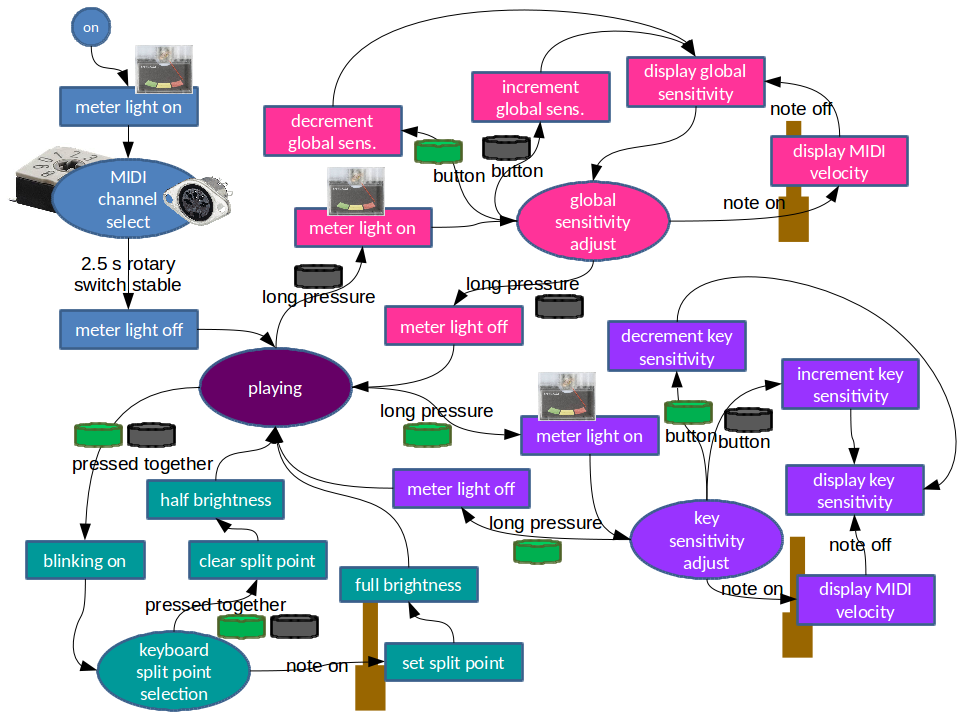 on
meter light on
MIDI
channel
select
2.5 s rotary
switch stable
meter light off
playing
long pressure
meter light on
decrement
global sens.
button
increment
global sens.
button
display global
sensitivity
note off
display MIDI
velocity
note on
global
sensitivity
adjust
long pressure
meter light off
long pressure
meter light on
decrement key
sensitivity
button
increment key
sensitivity
button
display key
sensitivity
note off
display MIDI
velocity
note on
key
sensitivity
adjust
long pressure
meter light off
pressed together
blinking on
half brightness
clear split point
pressed together
keyboard
split point
selection
note on
set split point
full brightness